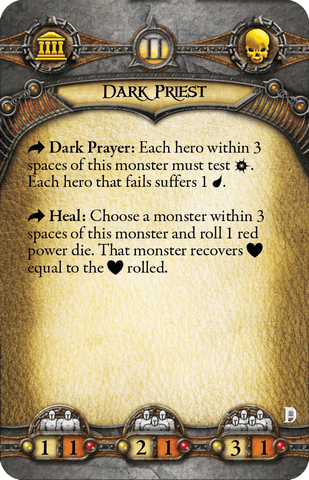 II
DARK PRIEST
Dark Prayer: Each hero within 3
spaces of this monster must test .
Each hero that fails suffers 1 .
Heal: Choose a monster within 3
spaces of this monster and roll 1 red
power die. That monster recovers
equal to the rolled.
D
1 1 2 1 3 1